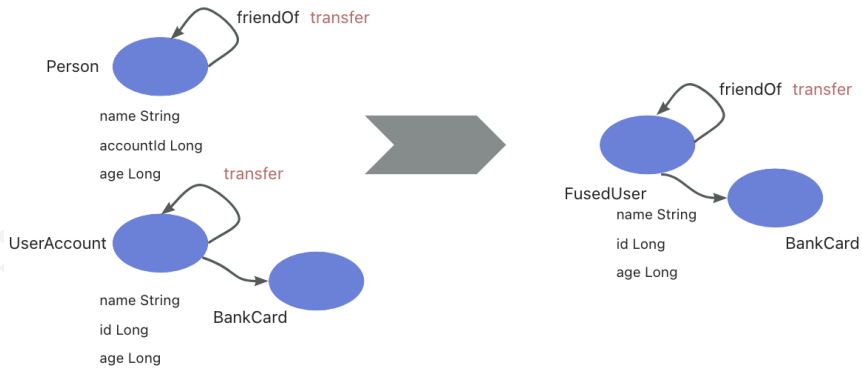 friendOf transfer
Person
name String
accountId Long
age Long
transfer
UserAccount
BankCard
name String
id Long
age Long
friendOf transfer
FusedUser
name String
BankCard
id Long
age Long